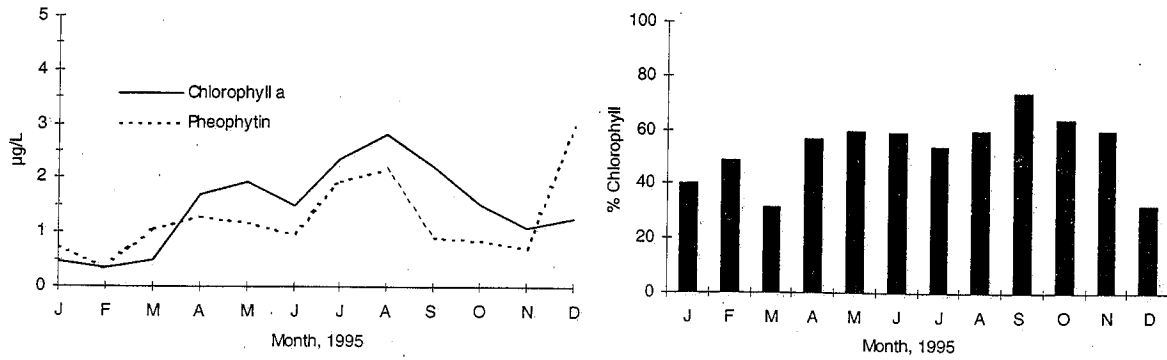 5
4
3
2
1
0
µg/L
Chlorophyll a
Pheophytin
J F M A M J J A S O N D
Month, 1995
100
80
60
40
20
0
% Chlorophyll
J F M A M J J A S O N D
Month, 1995